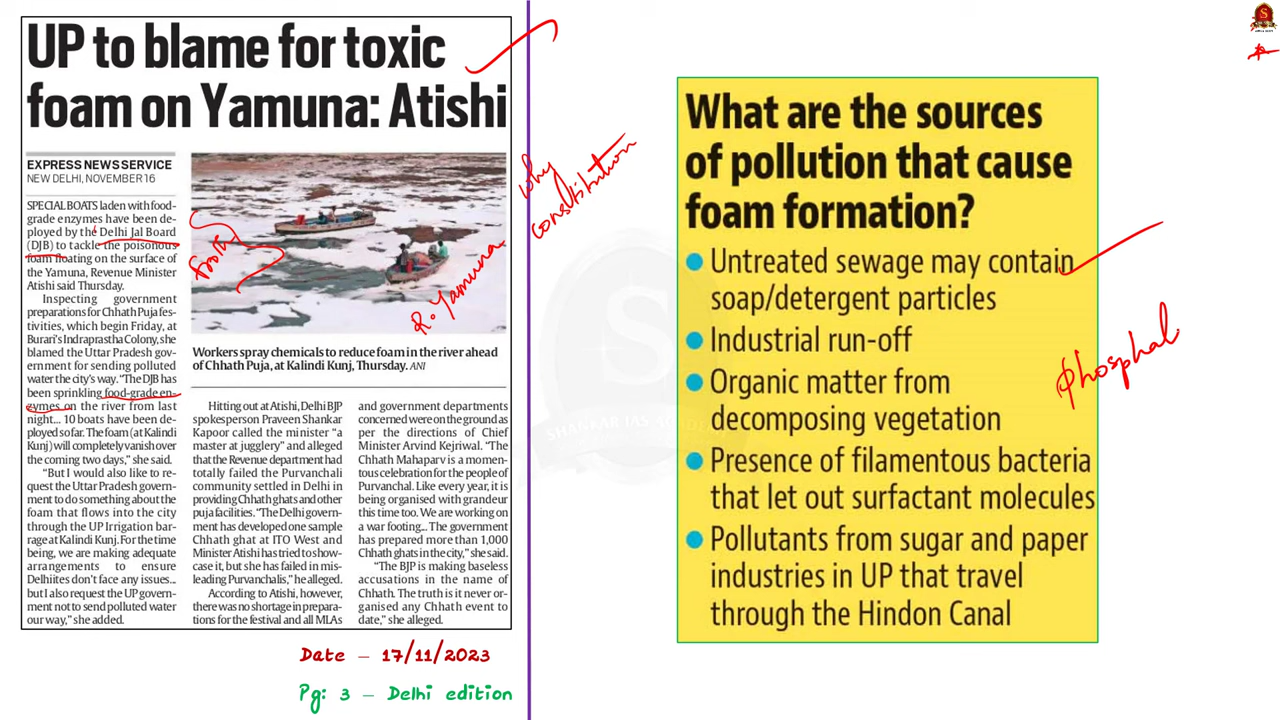 UP to blame for toxic
foam on Yamuna: Atishi
EXPRESS NEWS SERVICE
NEW DELHI, NOVEMBER 16
SPECIAL BOATS laden with food-
grade enzymes have been de-
ployed by the Delhi Jal Board
(DJB) to tackle the poisonous
foam floating on the surface of
the Yamuna, Revenue Minister
Atishi said Thursday.
Inspecting government
preparations for Chhath Puja fes-
tivities, which begin Friday, at
Burari's Indraprastha Colony, she
blamed the Uttar Pradesh gov-
ernment for sending polluted
water the city's way. "The DJB has
been sprinkling food-grade en-
zymes on the river from last
night... 10 boats have been de-
ployed so far. The foam (at Kalindi
Kunj) will completely vanish over
the coming two days," she said.
"But I would also like to re-
quest the Uttar Pradesh govern-
ment to do something about the
foam that flows into the city
through the UP Irrigation bar-
rage at Kalindi Kunj. For the time
being, we are making adequate
arrangements to ensure
Delhiites don't face any issues...
but I also request the UP govern-
ment not to send polluted water
our way," she added.
Froth
R. Yamuna
Workers spray chemicals to reduce foam in the river ahead
of Chhath Puja, at Kalindi Kunj, Thursday. ANI
Hitting out at Atishi, Delhi BJP
spokesperson Praveen Shankar
Kapoor called the minister "a
master at jugglery" and alleged
that the Revenue department had
totally failed the Purvanchali
community settled in Delhi in
providing Chhath ghats and other
puja facilities. "The Delhi govern-
ment has developed one sample
Chhath ghat at ITO West and
Minister Atishi has tried to show-
case it, but she has failed in mis-
leading Purvanchalis," he alleged.
According to Atishi, however,
there was no shortage in prepara-
tions for the festival and all MLAs
and government departments
concerned were on the ground as
per the directions of Chief
Minister Arvind Kejriwal. "The
Chhath Mahaparv is a momen-
tous celebration for the people of
Purvanchal. Like every year, it is
being organised with grandeur
this time too. We are working on
a war footing... The government
has prepared more than 1,000
Chhath ghats in the city," she said.
"The BJP is making baseless
accusations in the name of
Chhath. The truth is it never or-
ganised any Chhath event to
date," she alleged.
Date – 17/11/2023
Pg: 3 – Delhi edition
why
constitution
What are the sources
of pollution that cause
foam formation?
Untreated sewage may contain
soap/detergent particles
Industrial run-off
Organic matter from
decomposing vegetation
Presence of filamentous bacteria
that let out surfactant molecules
Pollutants from sugar and paper
industries in UP that travel
through the Hindon Canal
Phosphat
SHANKAR IAS ACADEMY